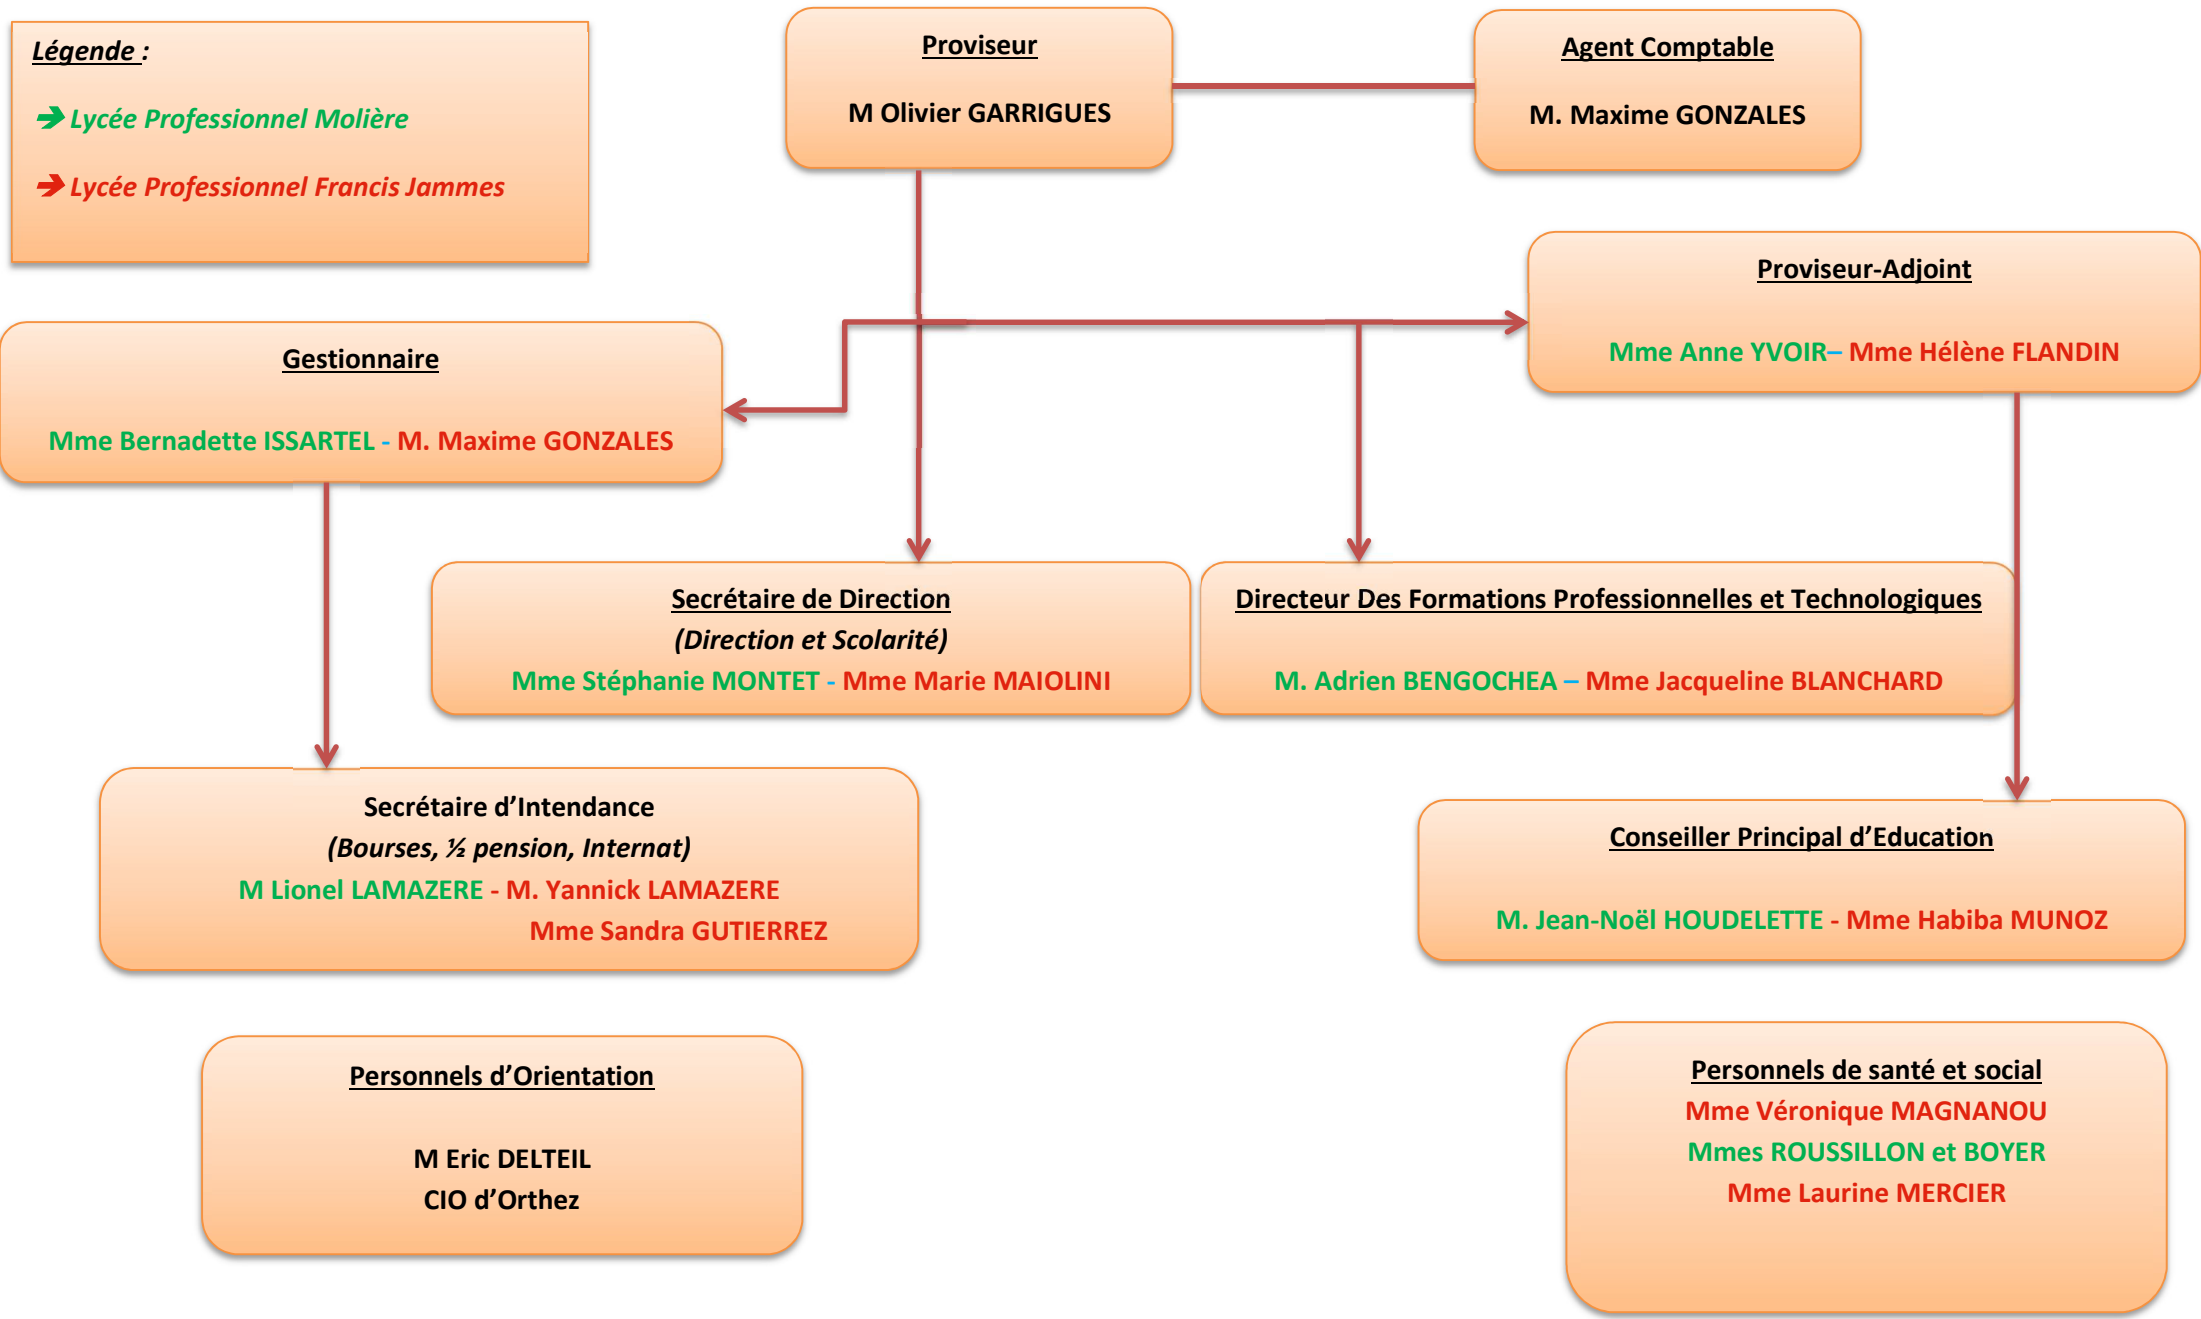 Légende :
➔ Lycée Professionnel Molière
➔ Lycée Professionnel Francis Jammes
Proviseur
M Olivier GARRIGUES
Agent Comptable
M. Maxime GONZALES
Proviseur-Adjoint
Mme Anne YVOIR– Mme Hélène FLANDIN
Gestionnaire
Mme Bernadette ISSARTEL - M. Maxime GONZALES
Secrétaire de Direction
(Direction et Scolarité)
Mme Stéphanie MONTET - Mme Marie MAIOLINI
Directeur Des Formations Professionnelles et Technologiques
M. Adrien BENGOCHEA – Mme Jacqueline BLANCHARD
Secrétaire d’Intendance
(Bourses, ½ pension, Internat)
M Lionel LAMAZERE - M. Yannick LAMAZERE
Mme Sandra GUTIERREZ
Conseiller Principal d’Education
M. Jean-Noël HOUDELETTE - Mme Habiba MUNOZ
Personnels d’Orientation
M Eric DELTEIL
CIO d’Orthez
Personnels de santé et social
Mme Véronique MAGNANOU
Mmes ROUSSILLON et BOYER
Mme Laurine MERCIER